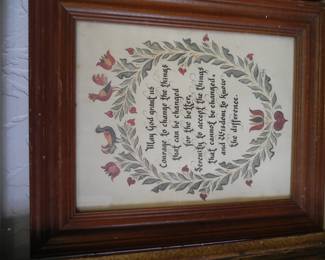 May God grant us
Courage to change the things
that can be changed
for the better,
Serenity to accept the things
that cannot be changed,
and Wisdom to know
the difference.